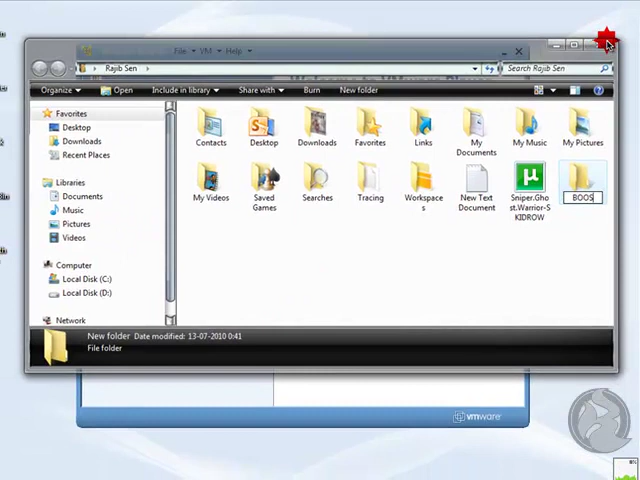 File VM Help
Rajib Sen
Search Rajib Sen
Organize Open Include in library Share with Burn New folder
Favorites
Desktop
Downloads
Recent Places
Libraries
Documents
Music
Pictures
Videos
Computer
Local Disk (C:)
Local Disk (D:)
Network
Contacts
Desktop
Downloads
Favorites
Links
My
Documents
My Music
My Pictures
My Videos
Saved
Games
Searches
Tracing
Workspace
s
New Text
Document
Sniper.Gho
st.Warrior-S
KIDROW
BOOS
New folder Date modified: 13-07-2010 0:41
File folder
vmware